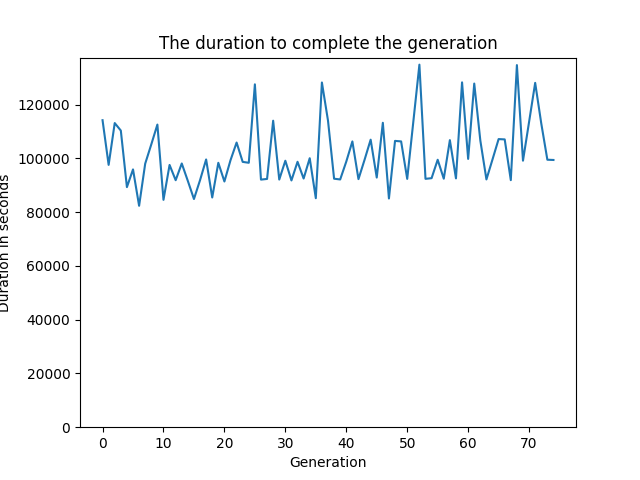 The duration to complete the generation
Duration in seconds
120000
100000
80000
60000
40000
20000
0
0 10 20 30 40 50 60 70
Generation